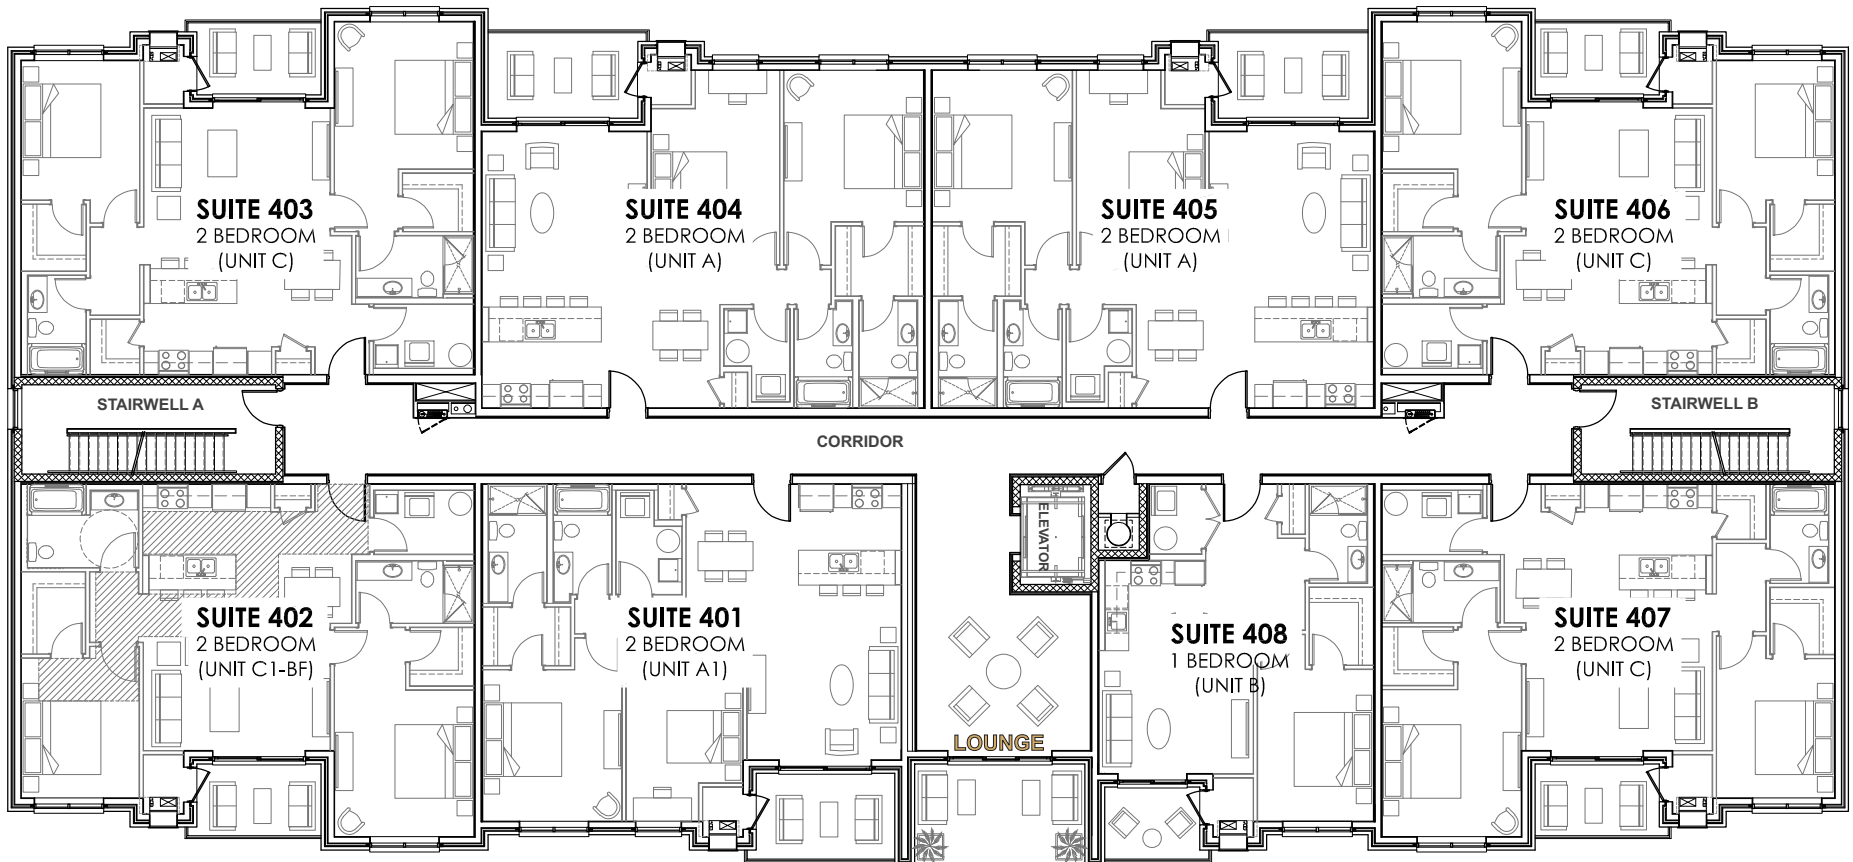 SUITE 403
2 BEDROOM
(UNIT C)
SUITE 404
2 BEDROOM
(UNIT A)
SUITE 405
2 BEDROOM
(UNIT A)
SUITE 406
2 BEDROOM
(UNIT C)
STAIRWELL A
CORRIDOR
STAIRWELL B
ELEVATOR
SUITE 402
2 BEDROOM
(UNIT C1-BF)
SUITE 401
2 BEDROOM
(UNIT A1)
SUITE 408
1 BEDROOM
(UNIT B)
SUITE 407
2 BEDROOM
(UNIT C)
LOUNGE